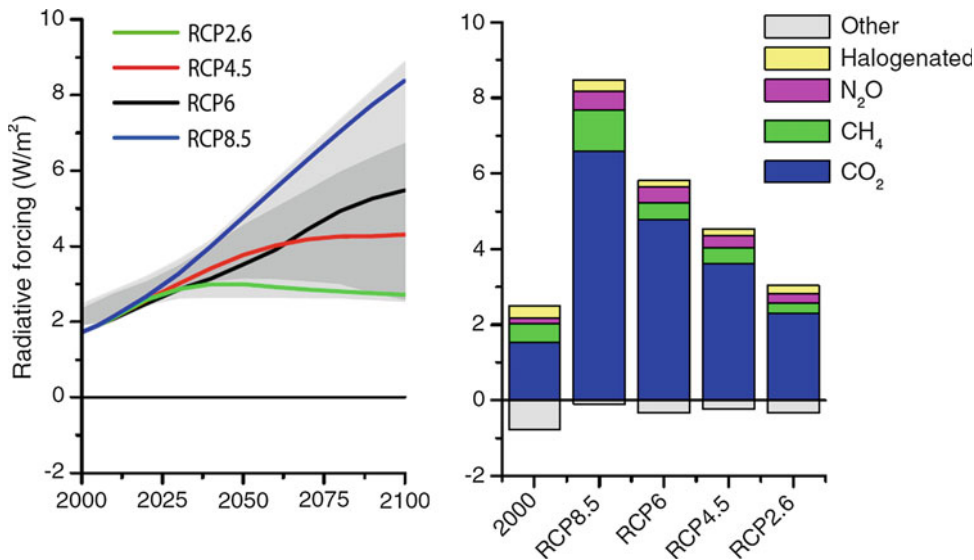 Radiative forcing (W/m²)
10
8
6
4
2
0
-2
2000
2025
2050
2075
2100
RCP2.6
RCP4.5
RCP6
RCP8.5
10
8
6
4
2
0
-2
2000
RCP8.5
RCP6
RCP4.5
RCP2.6
Other
Halogenated
N₂O
CH₄
CO₂